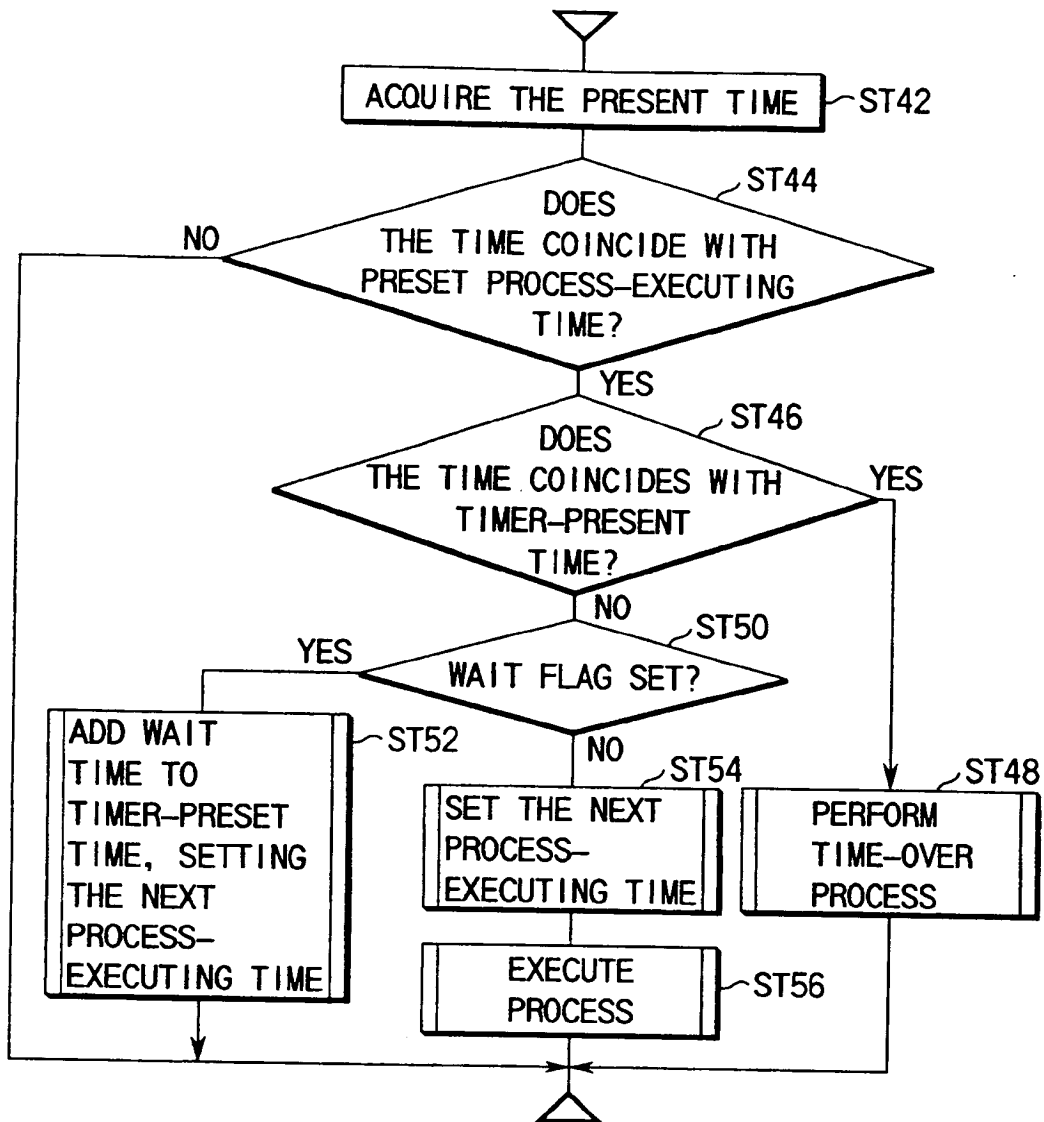 ACQUIRE THE PRESENT TIME
ST42
ST44
DOES
THE TIME COINCIDE WITH
PRESET PROCESS-EXECUTING
TIME?
NO
YES
ST46
DOES
THE TIME COINCIDES WITH
TIMER-PRESENT
TIME?
YES
NO
ST50
WAIT FLAG SET?
YES
NO
ST52
ADD WAIT
TIME TO
TIMER-PRESET
TIME, SETTING
THE NEXT
PROCESS-
EXECUTING TIME
ST54
SET THE NEXT
PROCESS-
EXECUTING TIME
ST48
PERFORM
TIME-OVER
PROCESS
EXECUTE
PROCESS
ST56